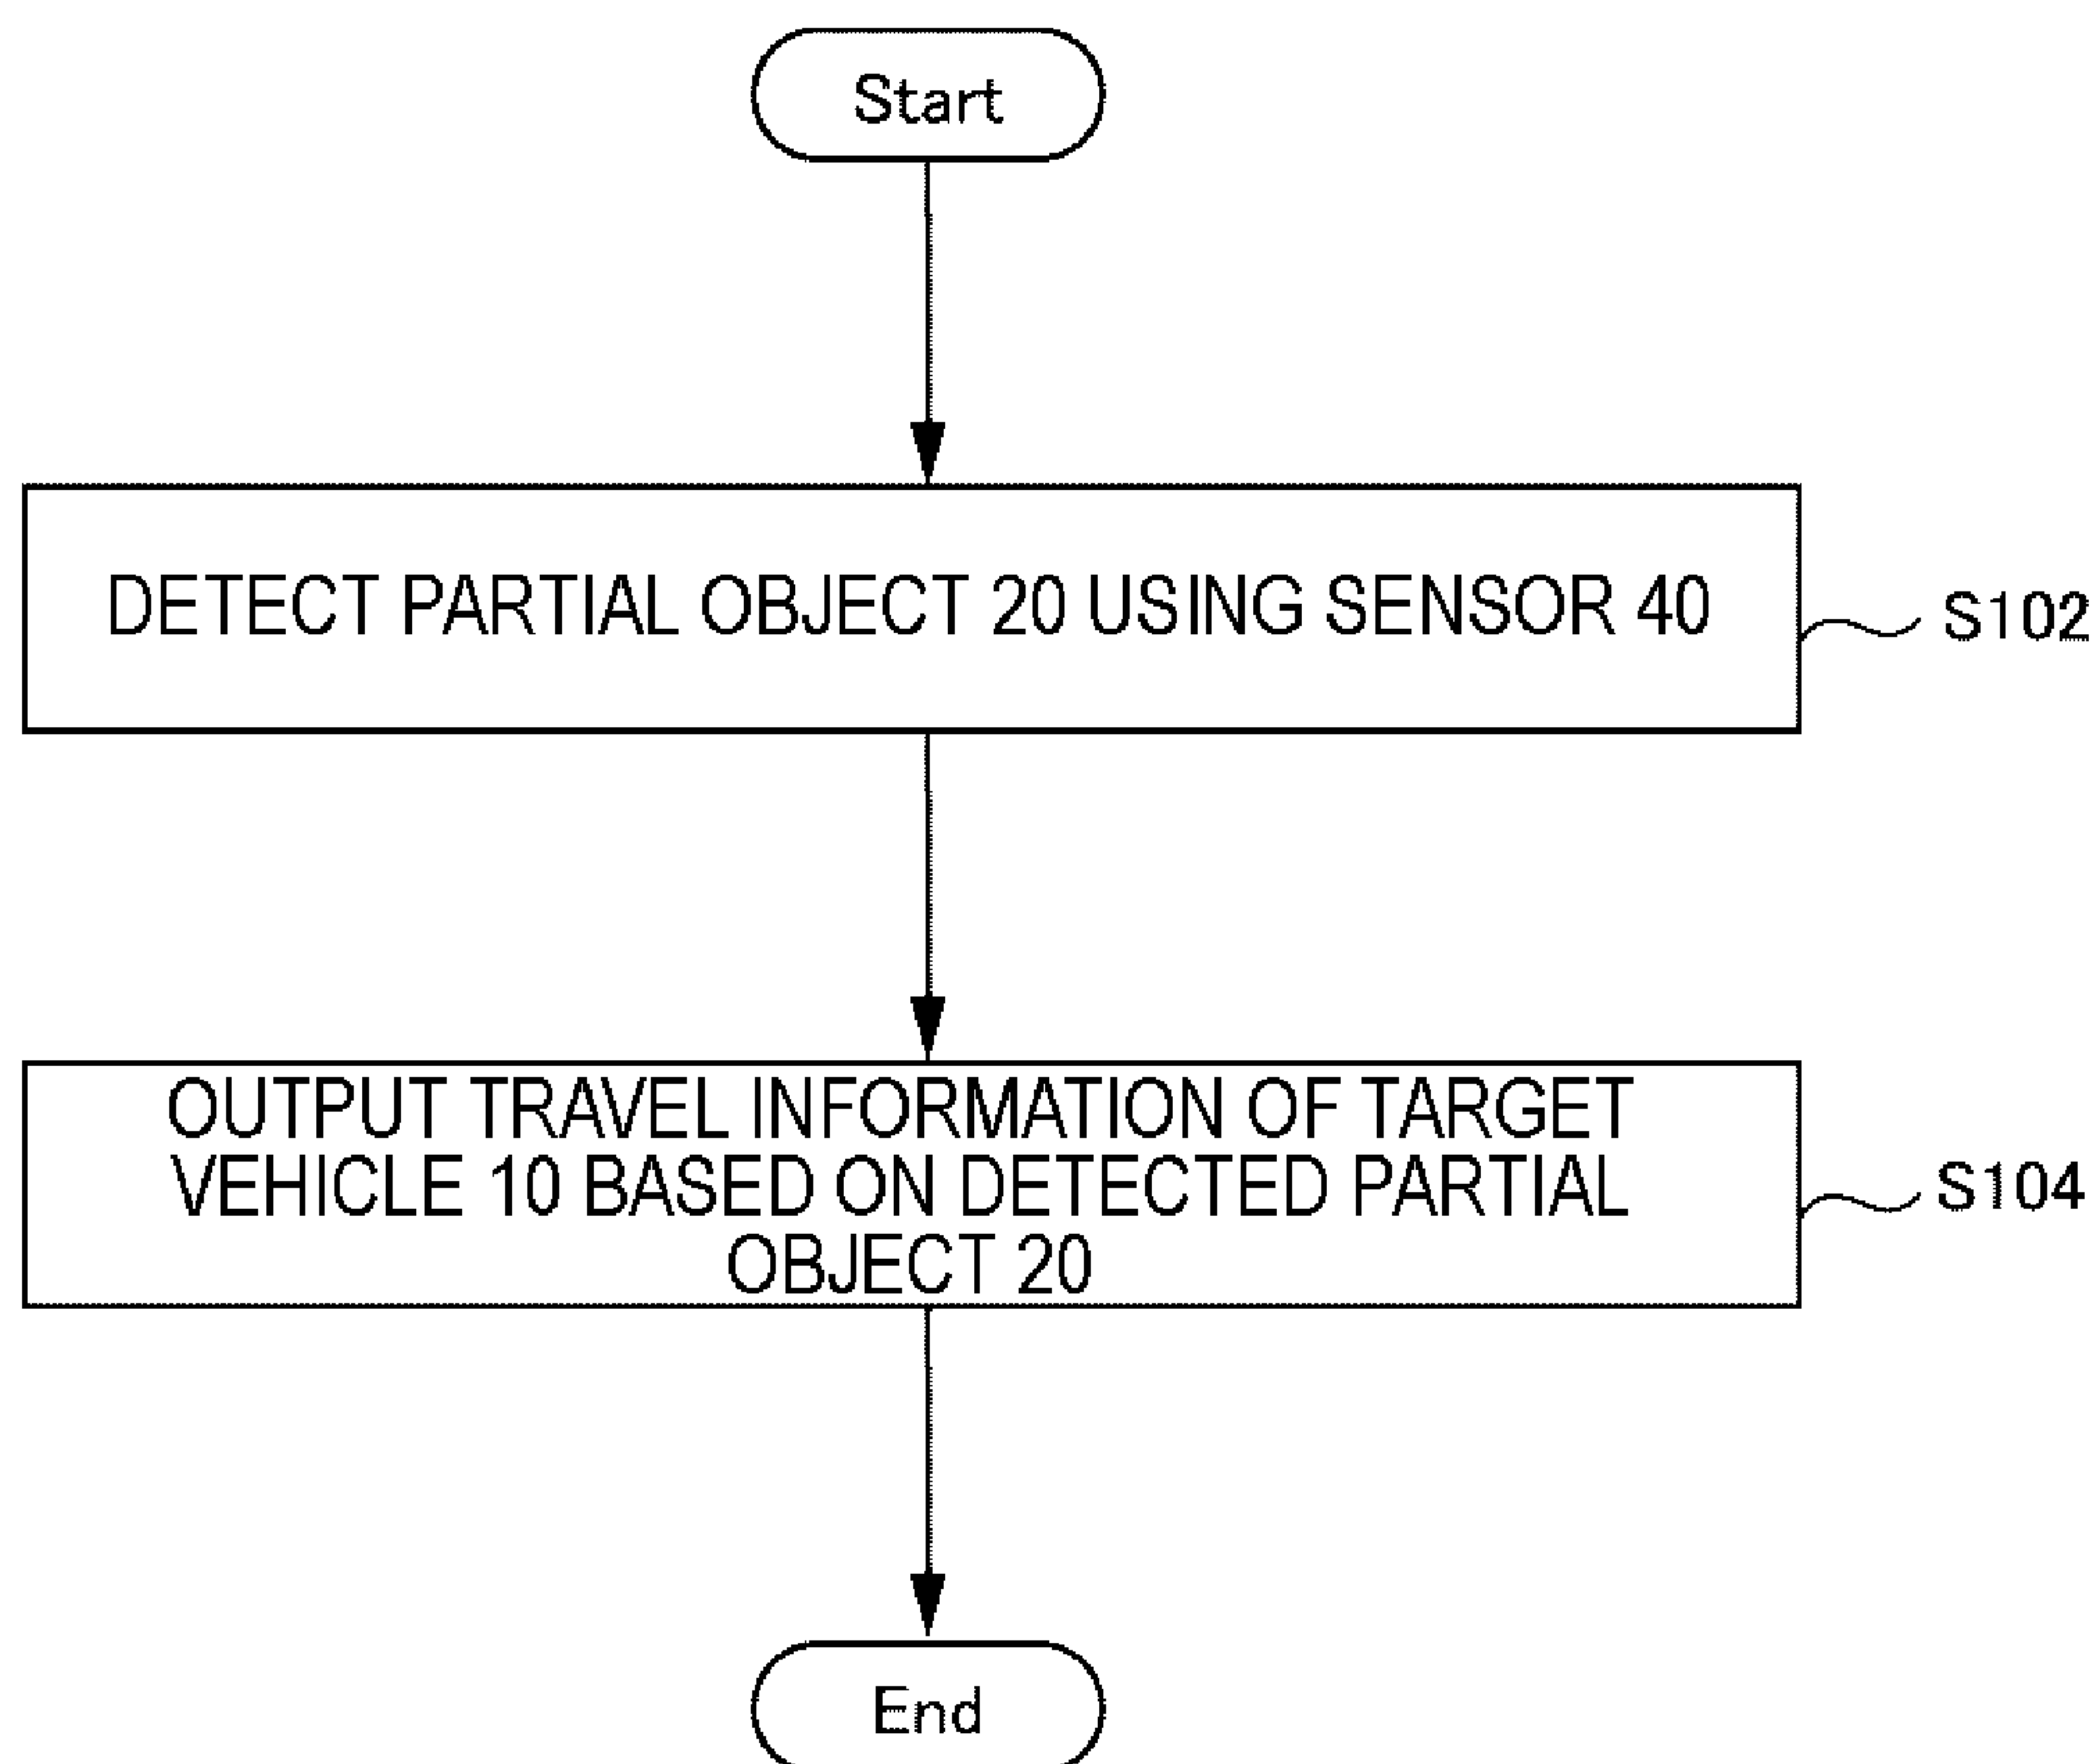 Start
DETECT PARTIAL OBJECT 20 USING SENSOR 40
S102
OUTPUT TRAVEL INFORMATION OF TARGET
VEHICLE 10 BASED ON DETECTED PARTIAL
OBJECT 20
S104
End